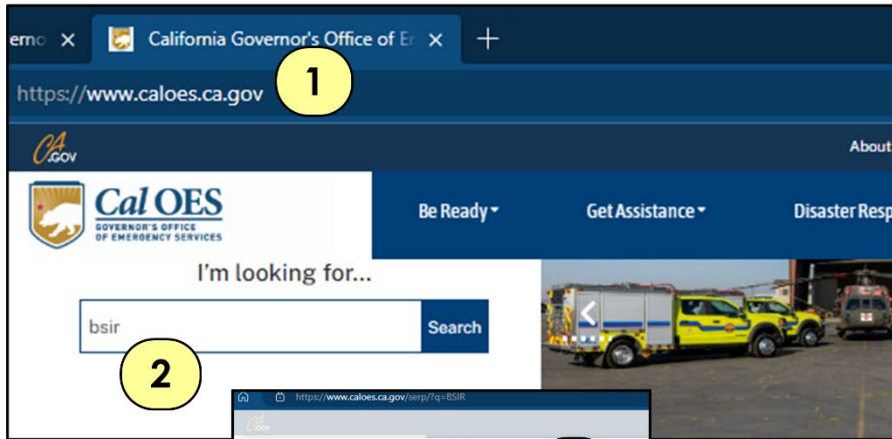 erno
California Governor's Office of Er
https://www.caloes.ca.gov
1
CA
.GOV
About
Cal OES
GOVERNOR'S OFFICE
OF EMERGENCY SERVICES
Be Ready
Get Assistance
Disaster Resp
I'm looking for...
bsir
Search
2
https://www.caloes.ca.gov/serp/?q=BSIR
CA
.GOV